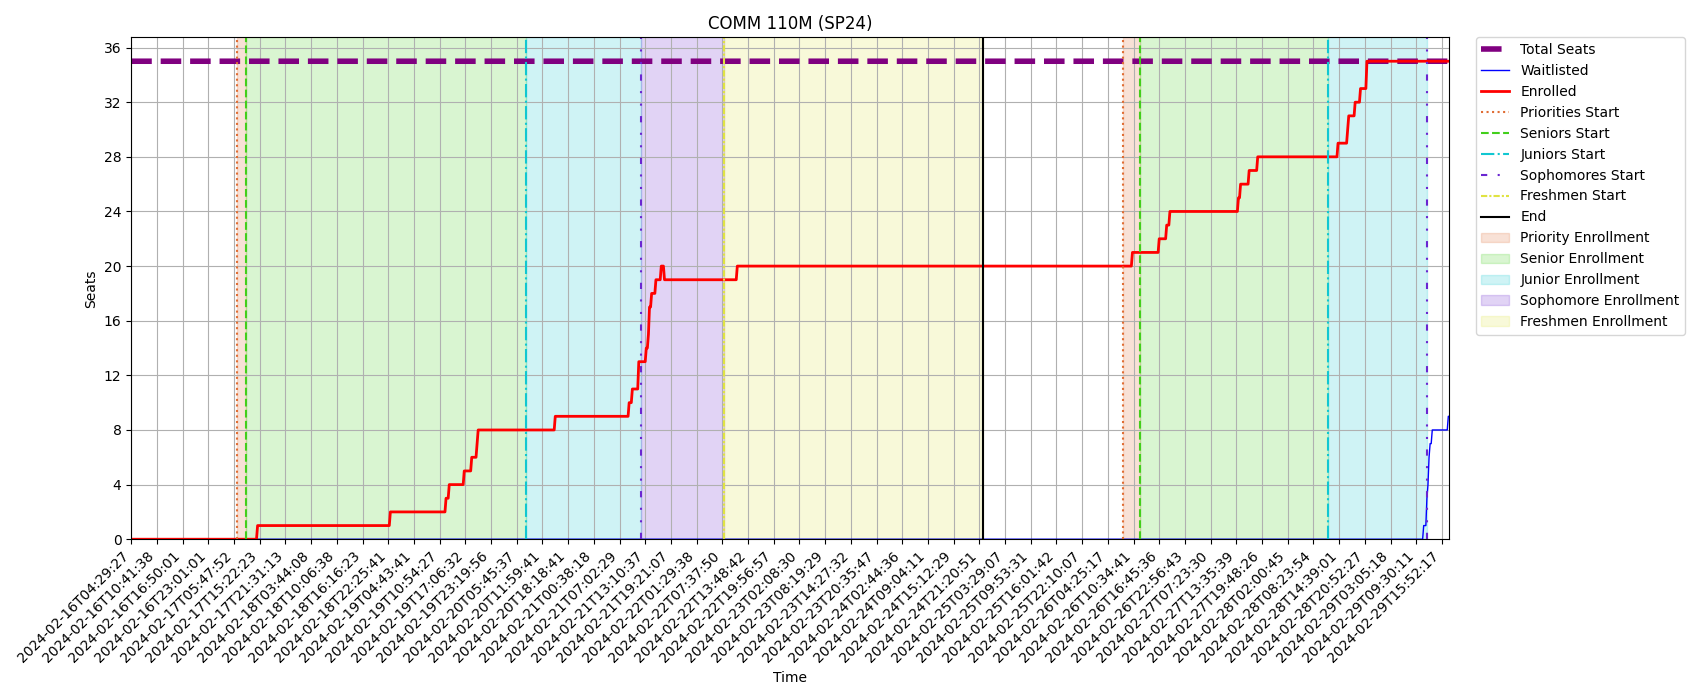 COMM 110M (SP24)
36
32
28
24
20
16
12
8
4
0
Seats
2024-02-16T04:29:27
2024-02-16T10:41:38
2024-02-16T16:50:01
2024-02-16T23:01:01
2024-02-17T05:47:52
2024-02-17T15:22:23
2024-02-17T21:31:13
2024-02-18T03:44:08
2024-02-18T10:06:38
2024-02-18T16:16:23
2024-02-18T22:25:41
2024-02-19T04:43:41
2024-02-19T10:54:27
2024-02-19T17:06:32
2024-02-19T23:19:56
2024-02-20T05:45:37
2024-02-20T11:59:41
2024-02-20T18:18:41
2024-02-21T00:38:18
2024-02-21T07:02:29
2024-02-21T13:10:37
2024-02-21T19:21:07
2024-02-22T01:29:38
2024-02-22T07:37:50
2024-02-22T13:48:42
2024-02-22T19:56:57
2024-02-23T02:08:30
2024-02-23T08:19:29
2024-02-23T14:27:32
2024-02-23T20:35:47
2024-02-24T02:44:36
2024-02-24T09:04:11
2024-02-24T15:12:29
2024-02-24T21:20:51
2024-02-25T03:29:07
2024-02-25T09:53:31
2024-02-25T16:01:42
2024-02-25T22:10:07
2024-02-26T04:25:17
2024-02-26T10:34:41
2024-02-26T16:45:36
2024-02-26T22:56:43
2024-02-27T07:23:30
2024-02-27T13:35:39
2024-02-27T19:48:26
2024-02-28T02:00:45
2024-02-28T08:23:54
2024-02-28T14:39:01
2024-02-28T20:52:27
2024-02-29T03:05:18
2024-02-29T09:30:11
2024-02-29T15:52:17
Time
Total Seats
Waitlisted
Enrolled
Priorities Start
Seniors Start
Juniors Start
Sophomores Start
Freshmen Start
End
Priority Enrollment
Senior Enrollment
Junior Enrollment
Sophomore Enrollment
Freshmen Enrollment